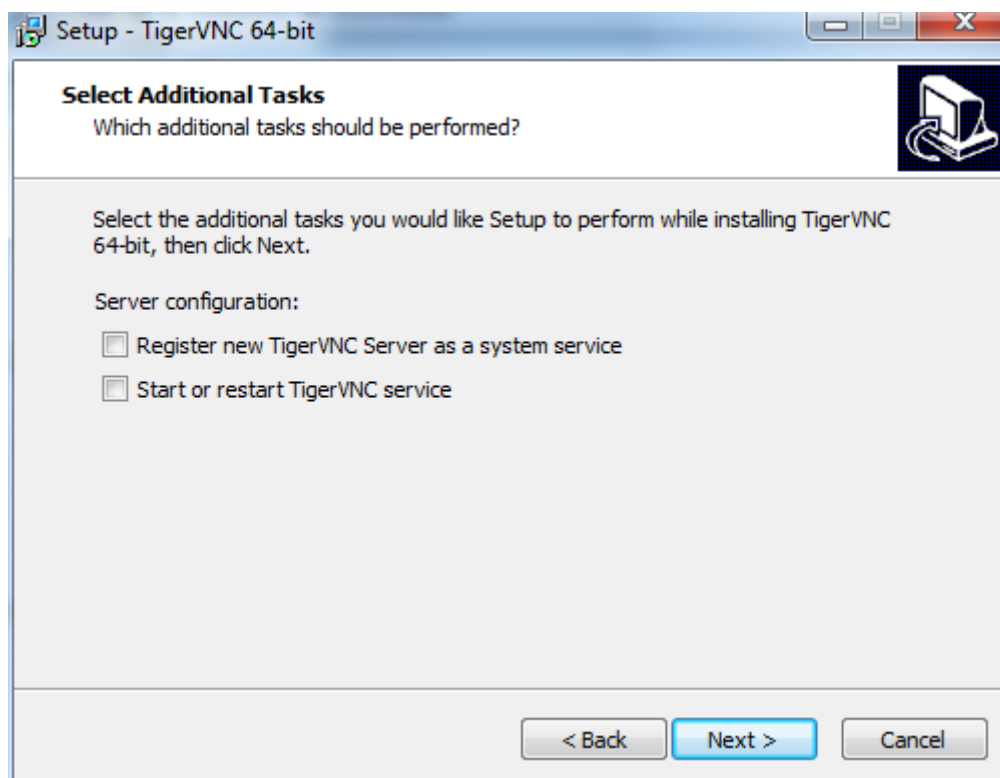 Setup - TigerVNC 64-bit
Select Additional Tasks
Which additional tasks should be performed?
Select the additional tasks you would like Setup to perform while installing TigerVNC
64-bit, then click Next.
Server configuration:
Register new TigerVNC Server as a system service
Start or restart TigerVNC service
< Back Next > Cancel